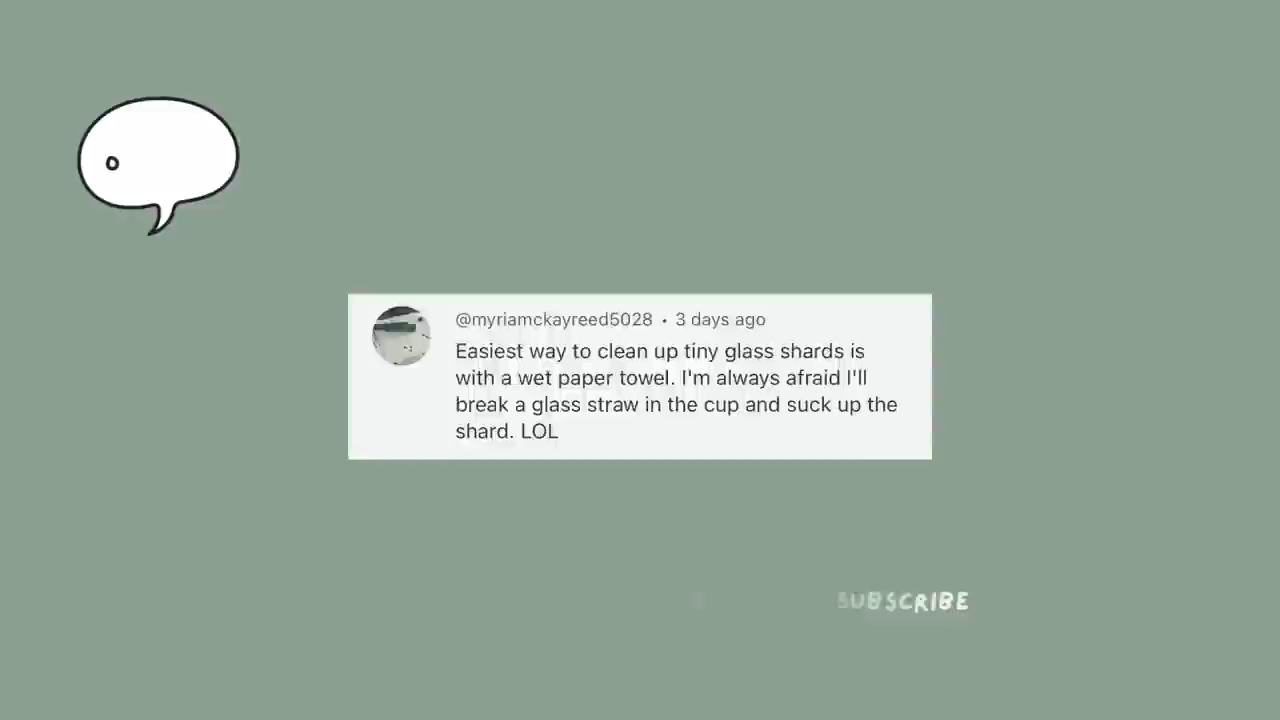 @myriamckayreed5028 • 3 days ago
Easiest way to clean up tiny glass shards is
with a wet paper towel. I'm always afraid I'll
break a glass straw in the cup and suck up the
shard. LOL
SUBSCRIBE